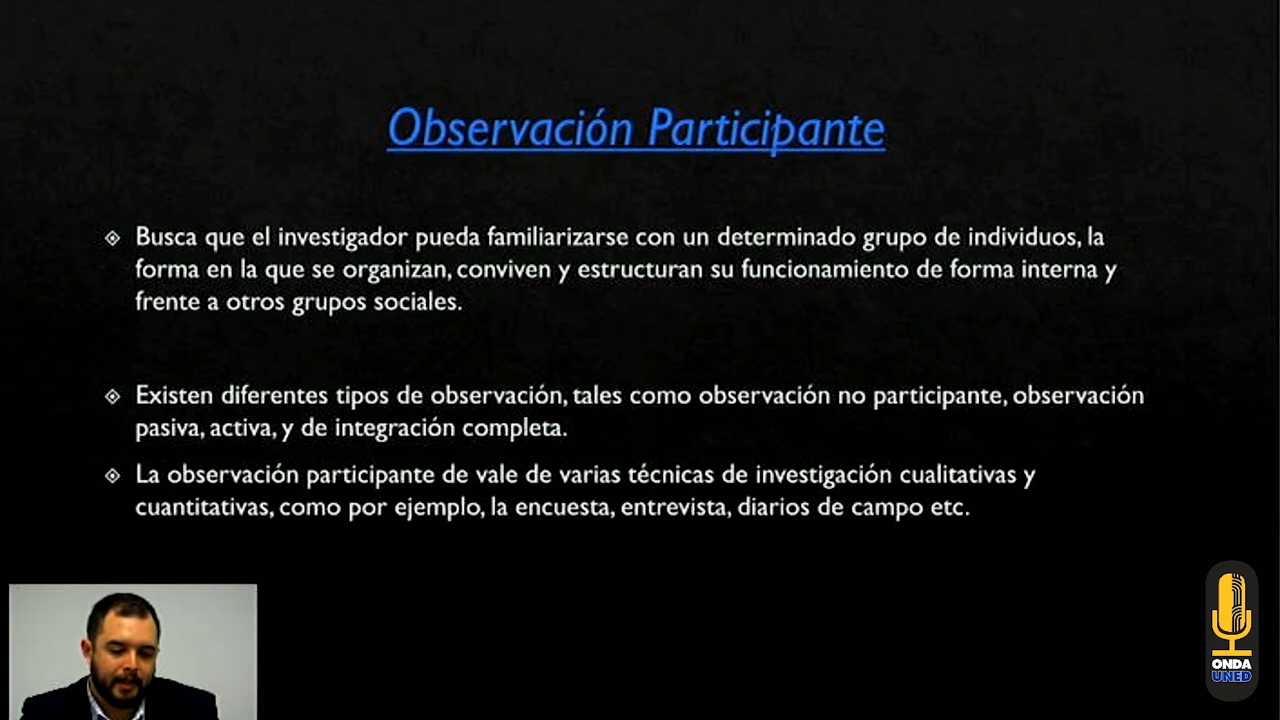 Observación Participante
Busca que el investigador pueda familiarizarse con un determinado grupo de individuos, la
forma en la que se organizan, conviven y estructuran su funcionamiento de forma interna y
frente a otros grupos sociales.
Existen diferentes tipos de observación, tales como observación no participante, observación
pasiva, activa, y de integración completa.
La observación participante de vale de varias técnicas de investigación cualitativas y
cuantitativas, como por ejemplo, la encuesta, entrevista, diarios de campo etc.
ONDA
UNED